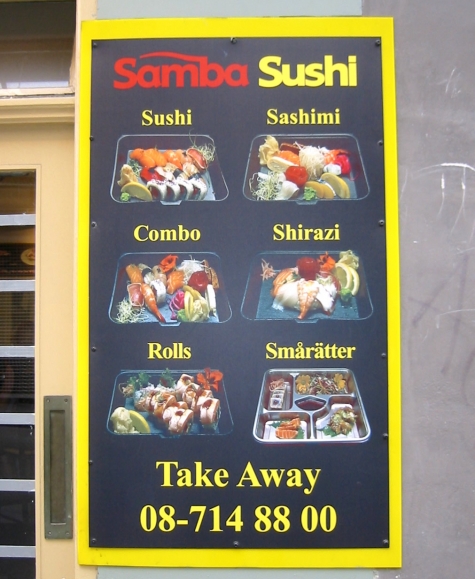 Samba Sushi
Sushi Sashimi
Combo Shirazi
Rolls Smårätter
Take Away
08-714 88 00